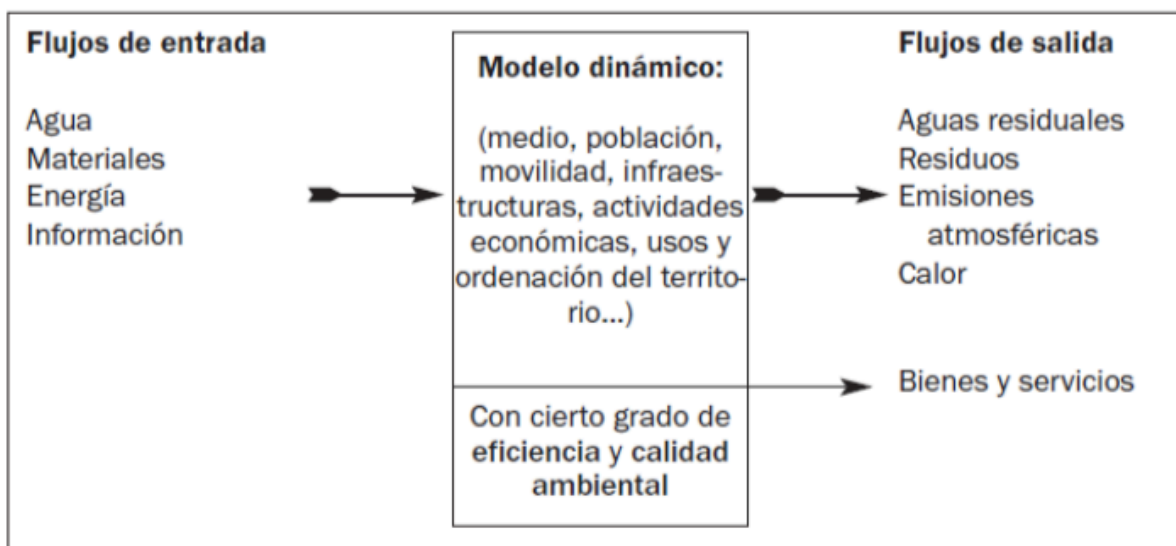 Flujos de entrada
Agua
Materiales
Energía
Información
Modelo dinámico:
(medio, población,
movilidad, infraes-
tructuras, actividades
económicas, usos y
ordenación del territo-
rio...)
Con cierto grado de
eficiencia y calidad
ambiental
Flujos de salida
Aguas residuales
Residuos
Emisiones
atmosféricas
Calor
Bienes y servicios